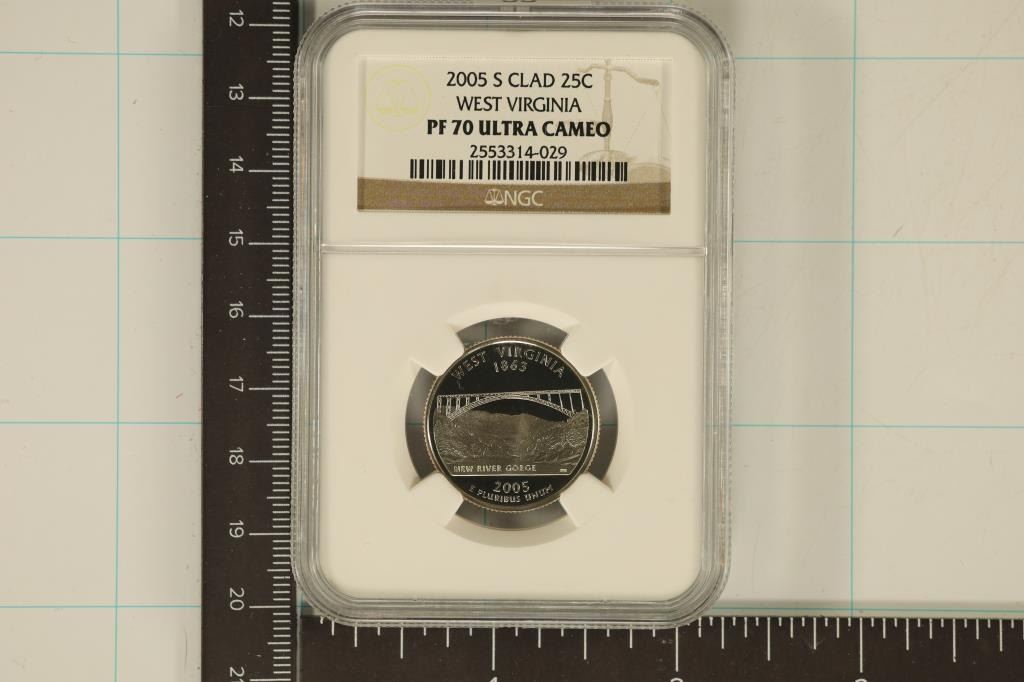 2005 S CLAD 25C
WEST VIRGINIA
PF 70 ULTRA CAMEO
2553314-029
NGC
WEST VIRGINIA
1863
NEW RIVER GORGE
2005
E PLURIBUS UNUM
12
13
14
15
16
17
18
19
20